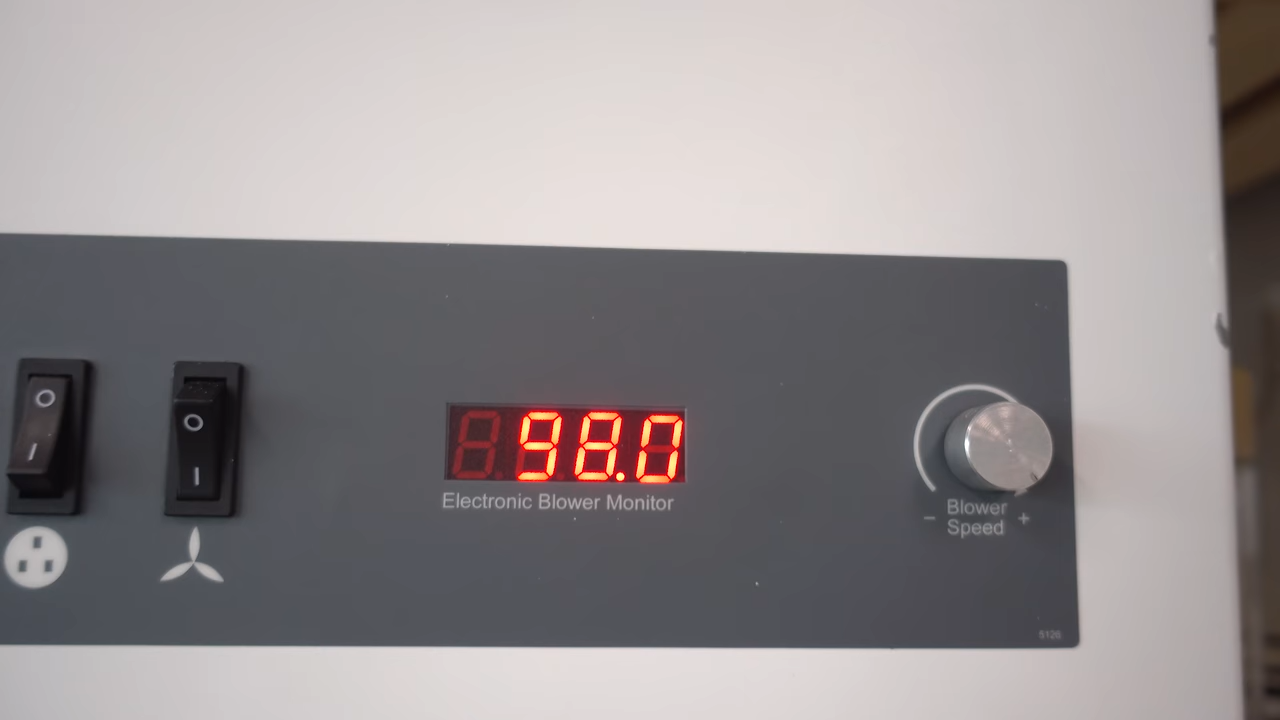 O
I
O
I
98.0
Electronic Blower Monitor
Blower
- Speed +
5126